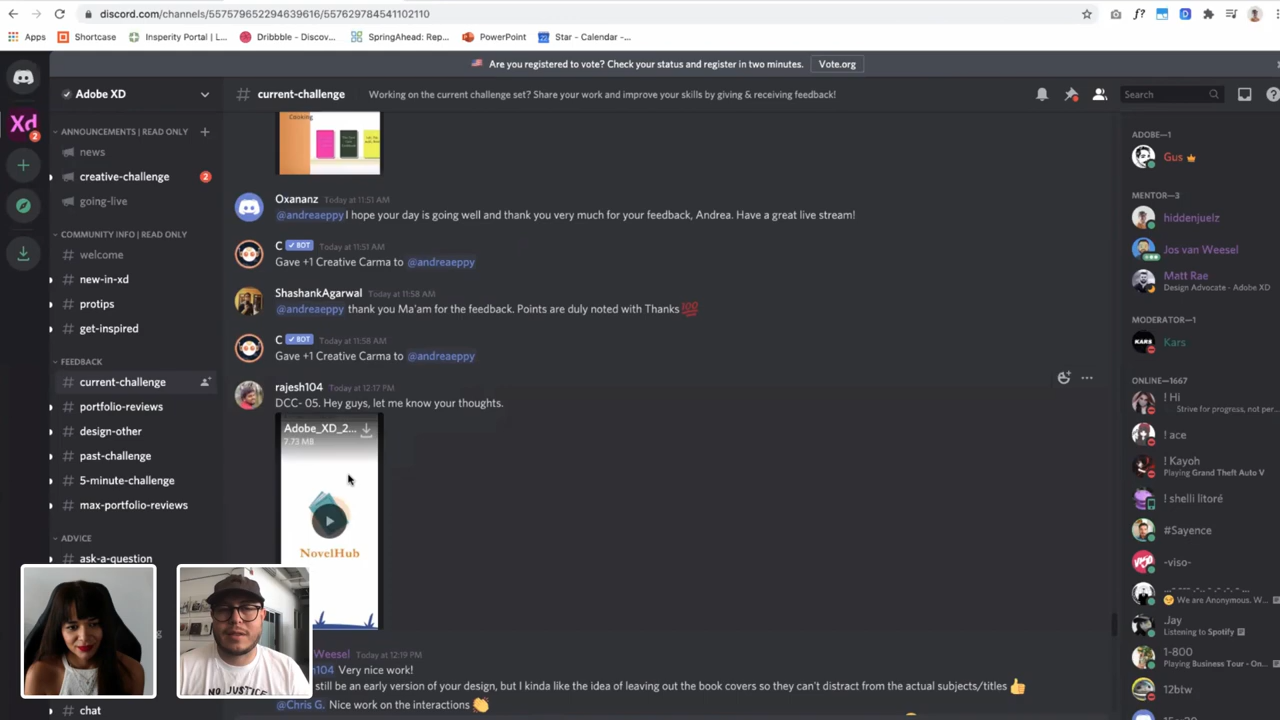 discord.com/channels/557579652294639616/557629784541102110
Apps
Shortcase
Insperity Portal | L...
Dribbble - Discov...
SpringAhead: Rep...
PowerPoint
Star - Calendar -...
Are you registered to vote? Check your status and register in two minutes.
Vote.org
Adobe XD
# current-challenge
Working on the current challenge set? Share your work and improve your skills by giving & receiving feedback!
Search
Xd
2
ANNOUNCEMENTS | READ ONLY
news
creative-challenge
2
going-live
COMMUNITY INFO | READ ONLY
# welcome
# new-in-xd
# protips
# get-inspired
FEEDBACK
# current-challenge
# portfolio-reviews
# design-other
# past-challenge
# 5-minute-challenge
# max-portfolio-reviews
ADVICE
# ask-a-question
chat
Cooking
Oxananz Today at 11:51 AM
@andreaeppy I hope your day is going well and thank you very much for your feedback, Andrea. Have a great live stream!
C ✓ BOT Today at 11:51 AM
Gave +1 Creative Carma to @andreaeppy
ShashankAgarwal Today at 11:58 AM
@andreaeppy thank you Ma'am for the feedback. Points are duly noted with Thanks 💯
C ✓ BOT Today at 11:58 AM
Gave +1 Creative Carma to @andreaeppy
rajesh104 Today at 12:17 PM
DCC- 05. Hey guys, let me know your thoughts.
Adobe_XD_2...
7.73 MB
NovelHub
Weesel Today at 12:19 PM
104 Very nice work!
still be an early version of your design, but I kinda like the idea of leaving out the book covers so they can't distract from the actual subjects/titles 👍
@Chris G. Nice work on the interactions 👏
NO JUSTICE
ADOBE—1
Gus
MENTOR—3
hiddenjuelz
Jos van Weesel
Matt Rae
Design Advocate - Adobe XD
MODERATOR—1
KARS
Kars
ONLINE—1667
! Hi
Strive for progress, not per...
! ace
! Kayoh
Playing Grand Theft Auto V
! shelli litoré
#Sayence
VISO
-viso-
We are Anonymous. W...
.Jay
Listening to Spotify
1-800
Playing Business Tour - On...
12btw